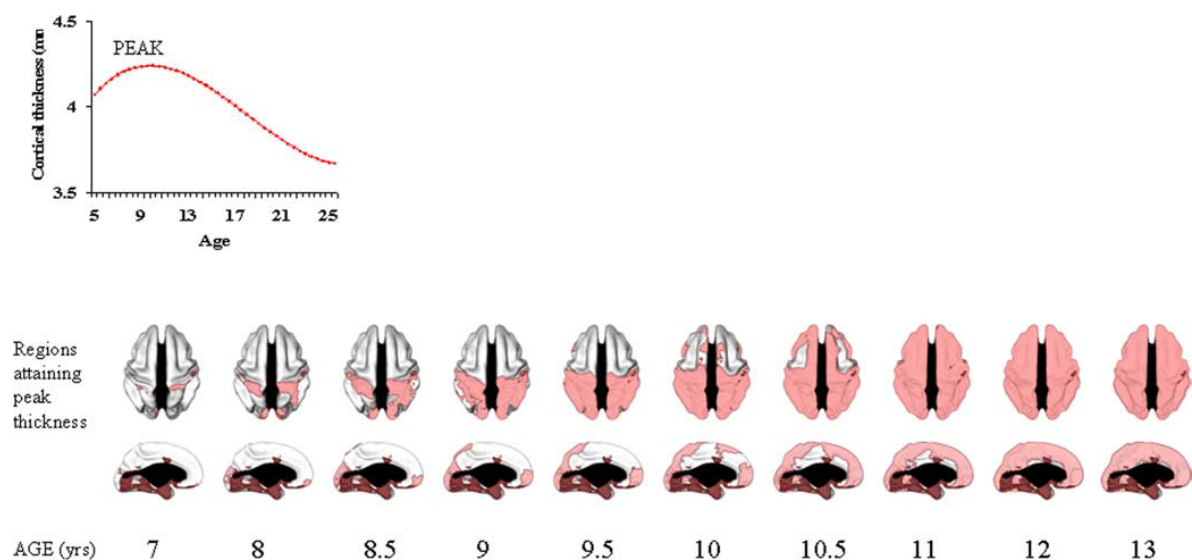 4.5
PEAK
4
3.5
Cortical thickness (mm
5 9 13 17 21 25
Age
Regions
attaining
peak
thickness
AGE (yrs) 7 8 8.5 9 9.5 10 10.5 11 12 13